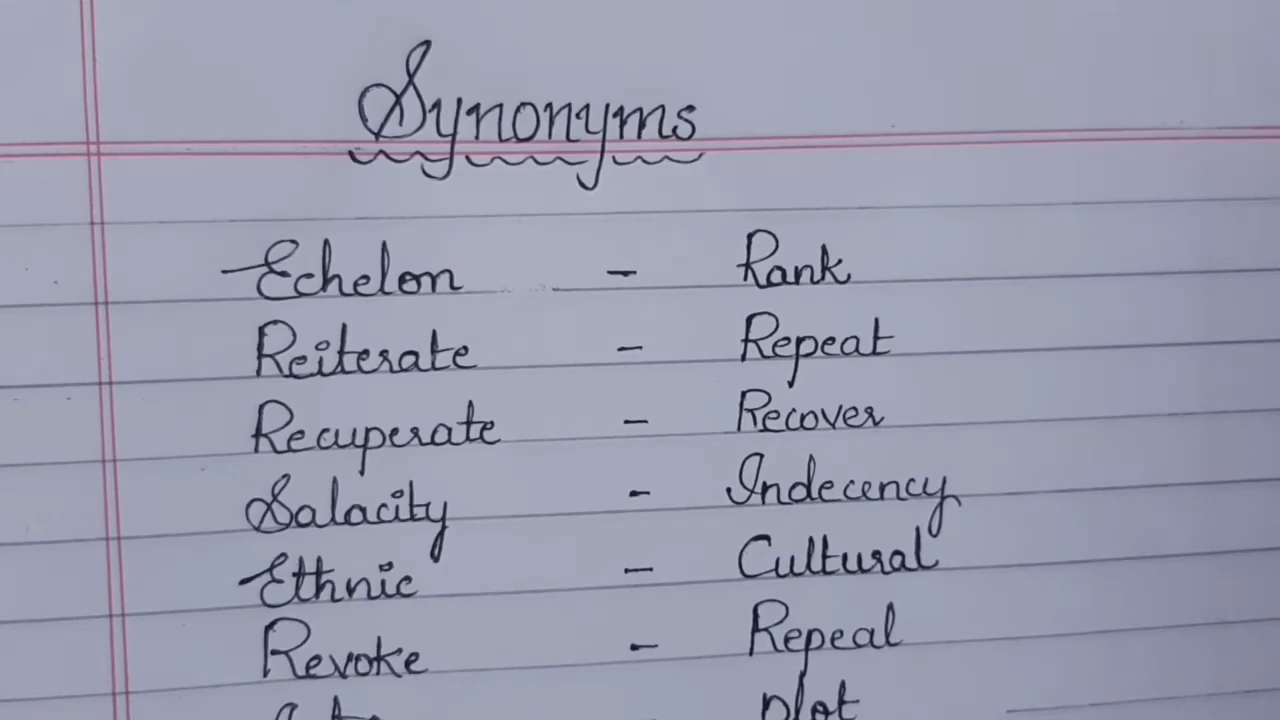 Synonyms
Echelon - Rank
Reiterate - Repeat
Recuperate - Recover
Salacity - Indecency
Ethnic - Cultural
Revoke - Repeal
- Plot